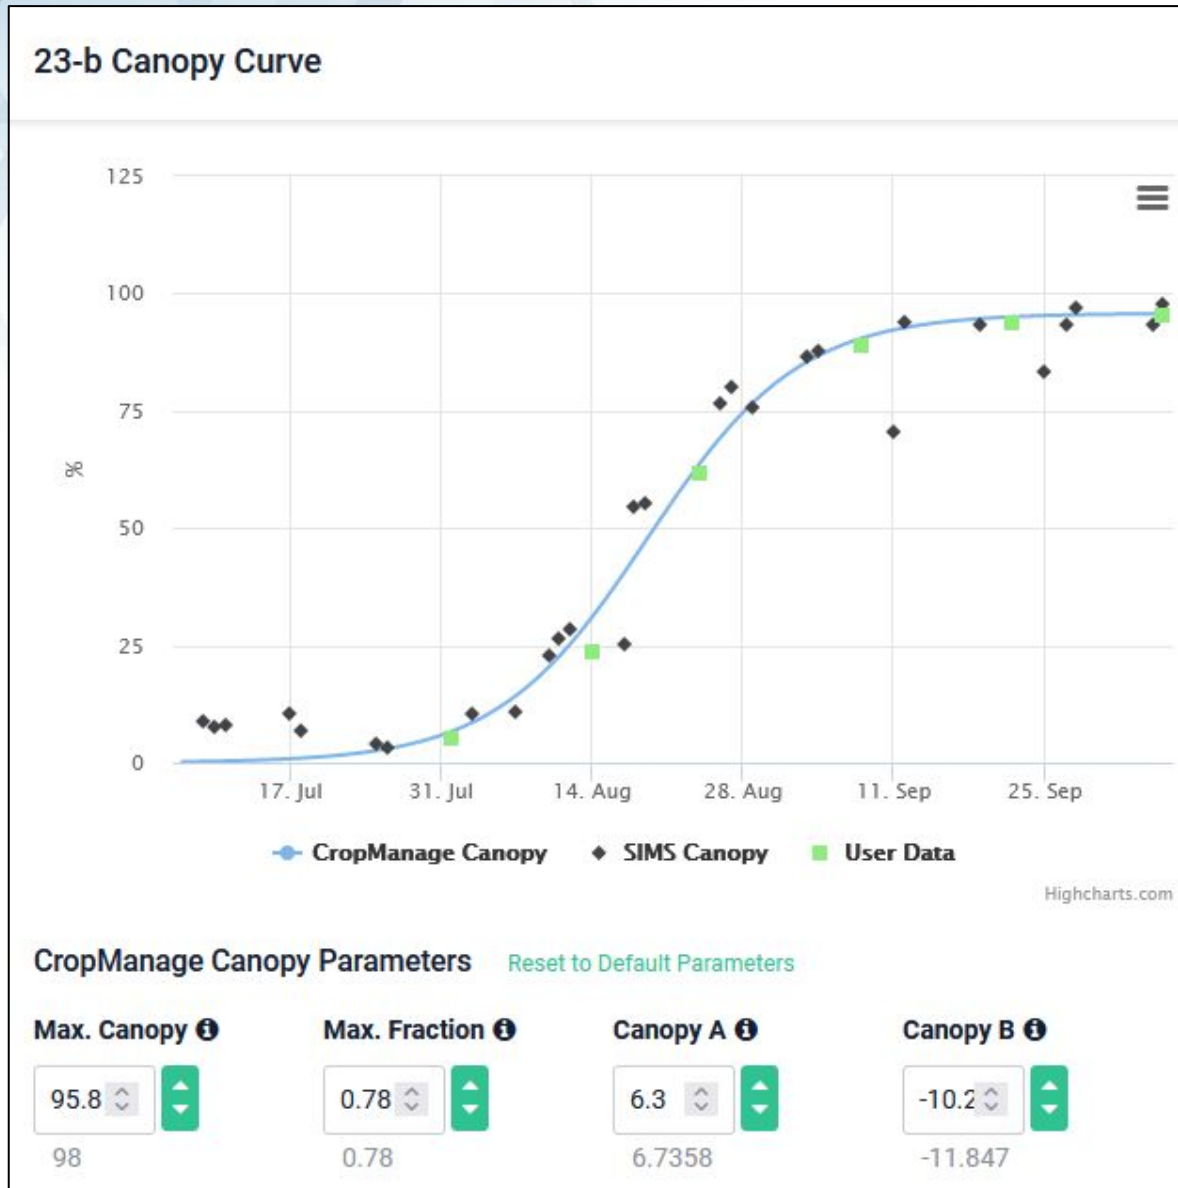 23-b Canopy Curve
125
100
75
%
50
25
0
17. Jul 31. Jul 14. Aug 28. Aug 11. Sep 25. Sep
CropManage Canopy SIMS Canopy User Data
Highcharts.com
CropManage Canopy Parameters Reset to Default Parameters
Max. Canopy Max. Fraction Canopy A Canopy B
95.8 0.78 6.3 -10.2
98 0.78 6.7358 -11.847